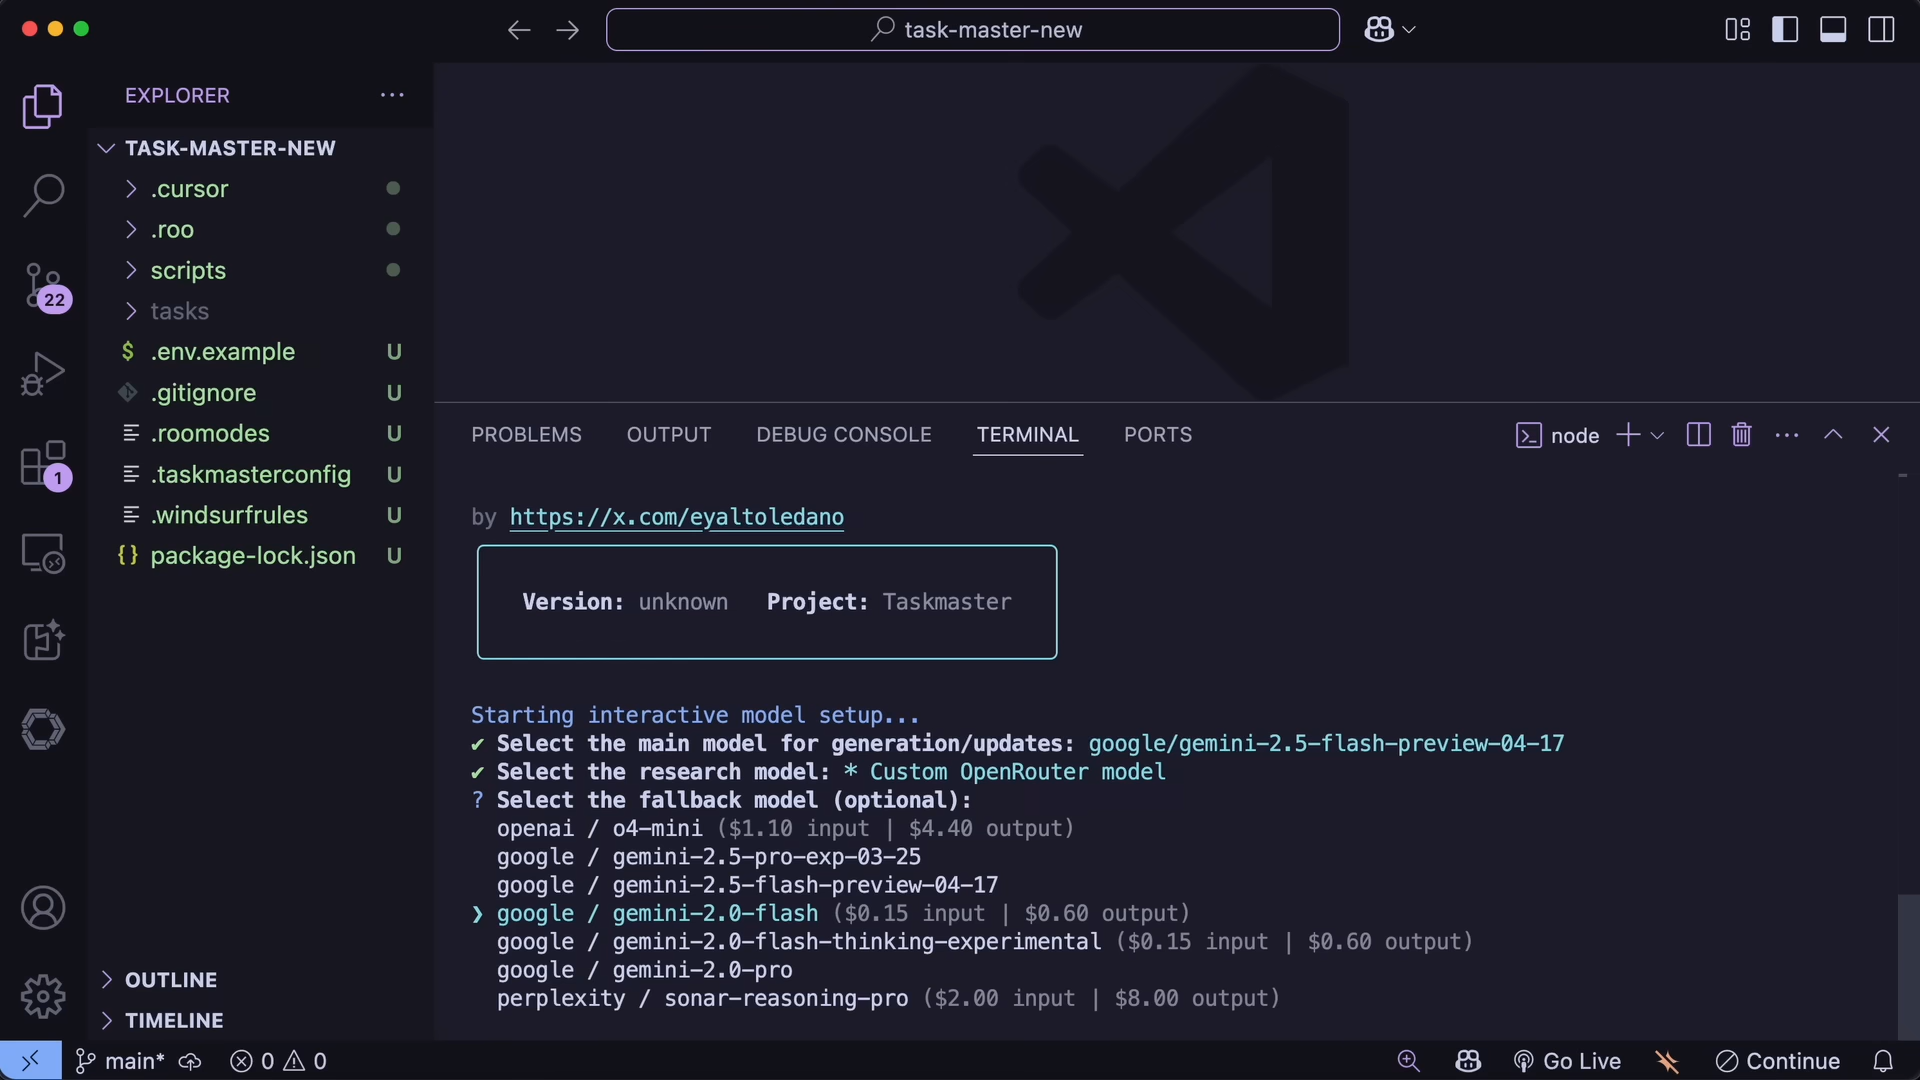 task-master-new
EXPLORER
TASK-MASTER-NEW
.cursor
.roo
scripts
tasks
.env.example U
.gitignore U
.roomodes U
.taskmasterconfig U
.windsurfrules U
package-lock.json U
22
1
OUTLINE
TIMELINE
PROBLEMS OUTPUT DEBUG CONSOLE TERMINAL PORTS node
by https://x.com/eyaltoledano
Version: unknown Project: Taskmaster
Starting interactive model setup...
✔ Select the main model for generation/updates: google/gemini-2.5-flash-preview-04-17
✔ Select the research model: * Custom OpenRouter model
? Select the fallback model (optional):
openai / o4-mini ($1.10 input | $4.40 output)
google / gemini-2.5-pro-exp-03-25
google / gemini-2.5-flash-preview-04-17
❯ google / gemini-2.0-flash ($0.15 input | $0.60 output)
google / gemini-2.0-flash-thinking-experimental ($0.15 input | $0.60 output)
google / gemini-2.0-pro
perplexity / sonar-reasoning-pro ($2.00 input | $8.00 output)
main* 0 0 Go Live Continue